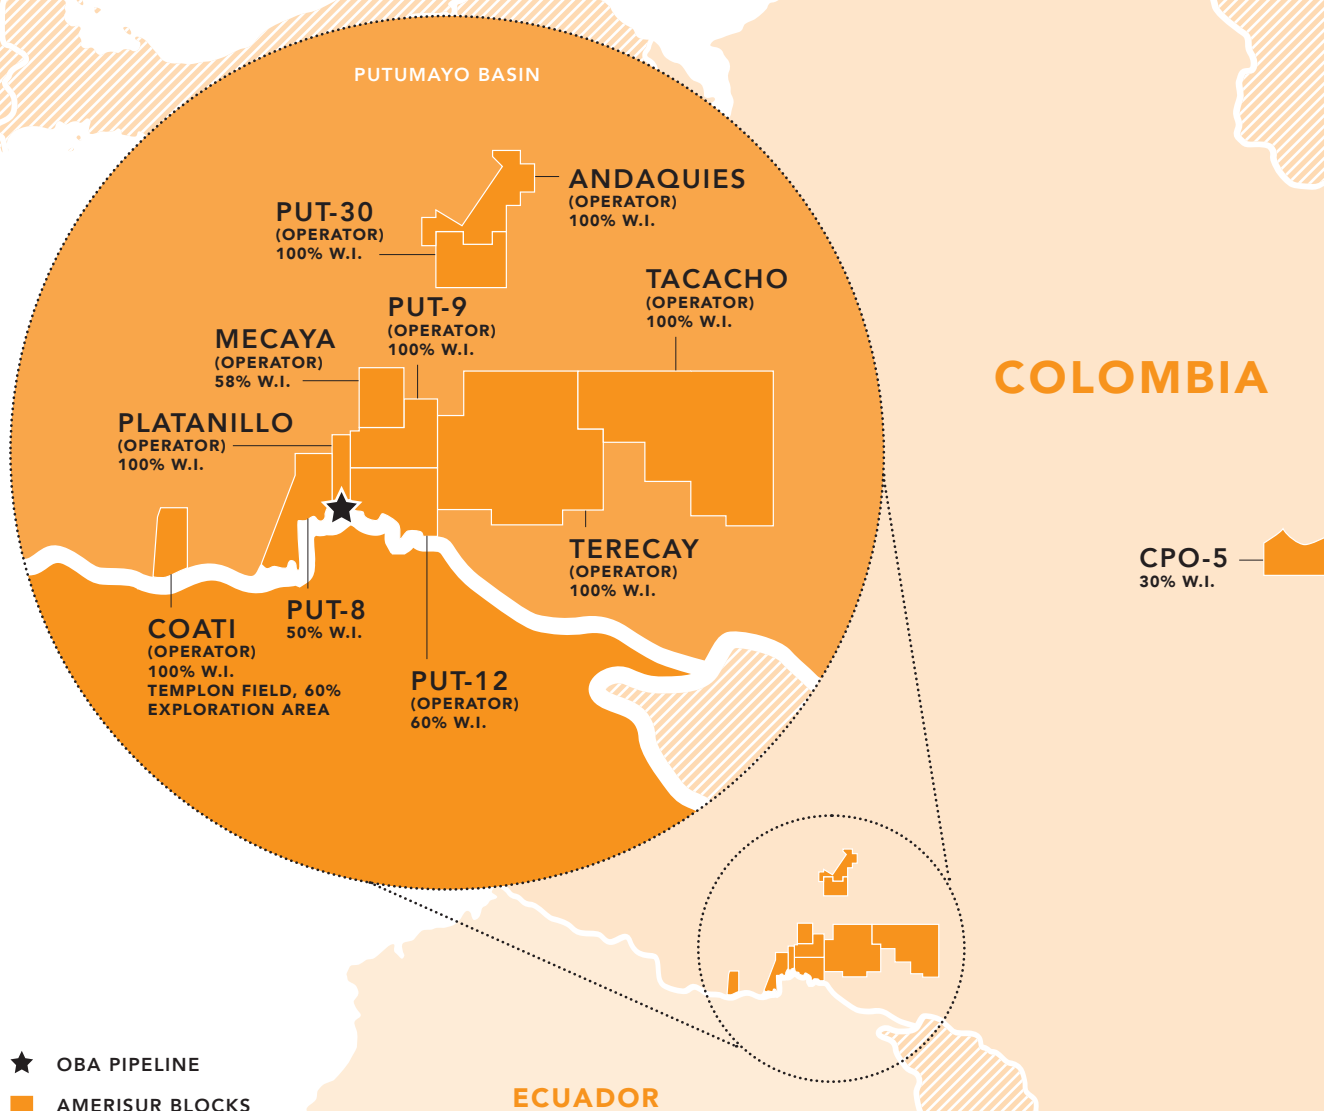 PUTUMAYO BASIN
ANDAQUIES
(OPERATOR)
100% W.I.
PUT-30
(OPERATOR)
100% W.I.
TACACHO
(OPERATOR)
100% W.I.
PUT-9
(OPERATOR)
100% W.I.
MECAYA
(OPERATOR)
58% W.I.
COLOMBIA
PLATANILLO
(OPERATOR)
100% W.I.
TERECAY
(OPERATOR)
100% W.I.
CPO-5
30% W.I.
PUT-8
50% W.I.
COATI
(OPERATOR)
100% W.I.
TEMPLON FIELD, 60%
EXPLORATION AREA
PUT-12
(OPERATOR)
60% W.I.
OBA PIPELINE
AMERISUR BLOCKS
ECUADOR